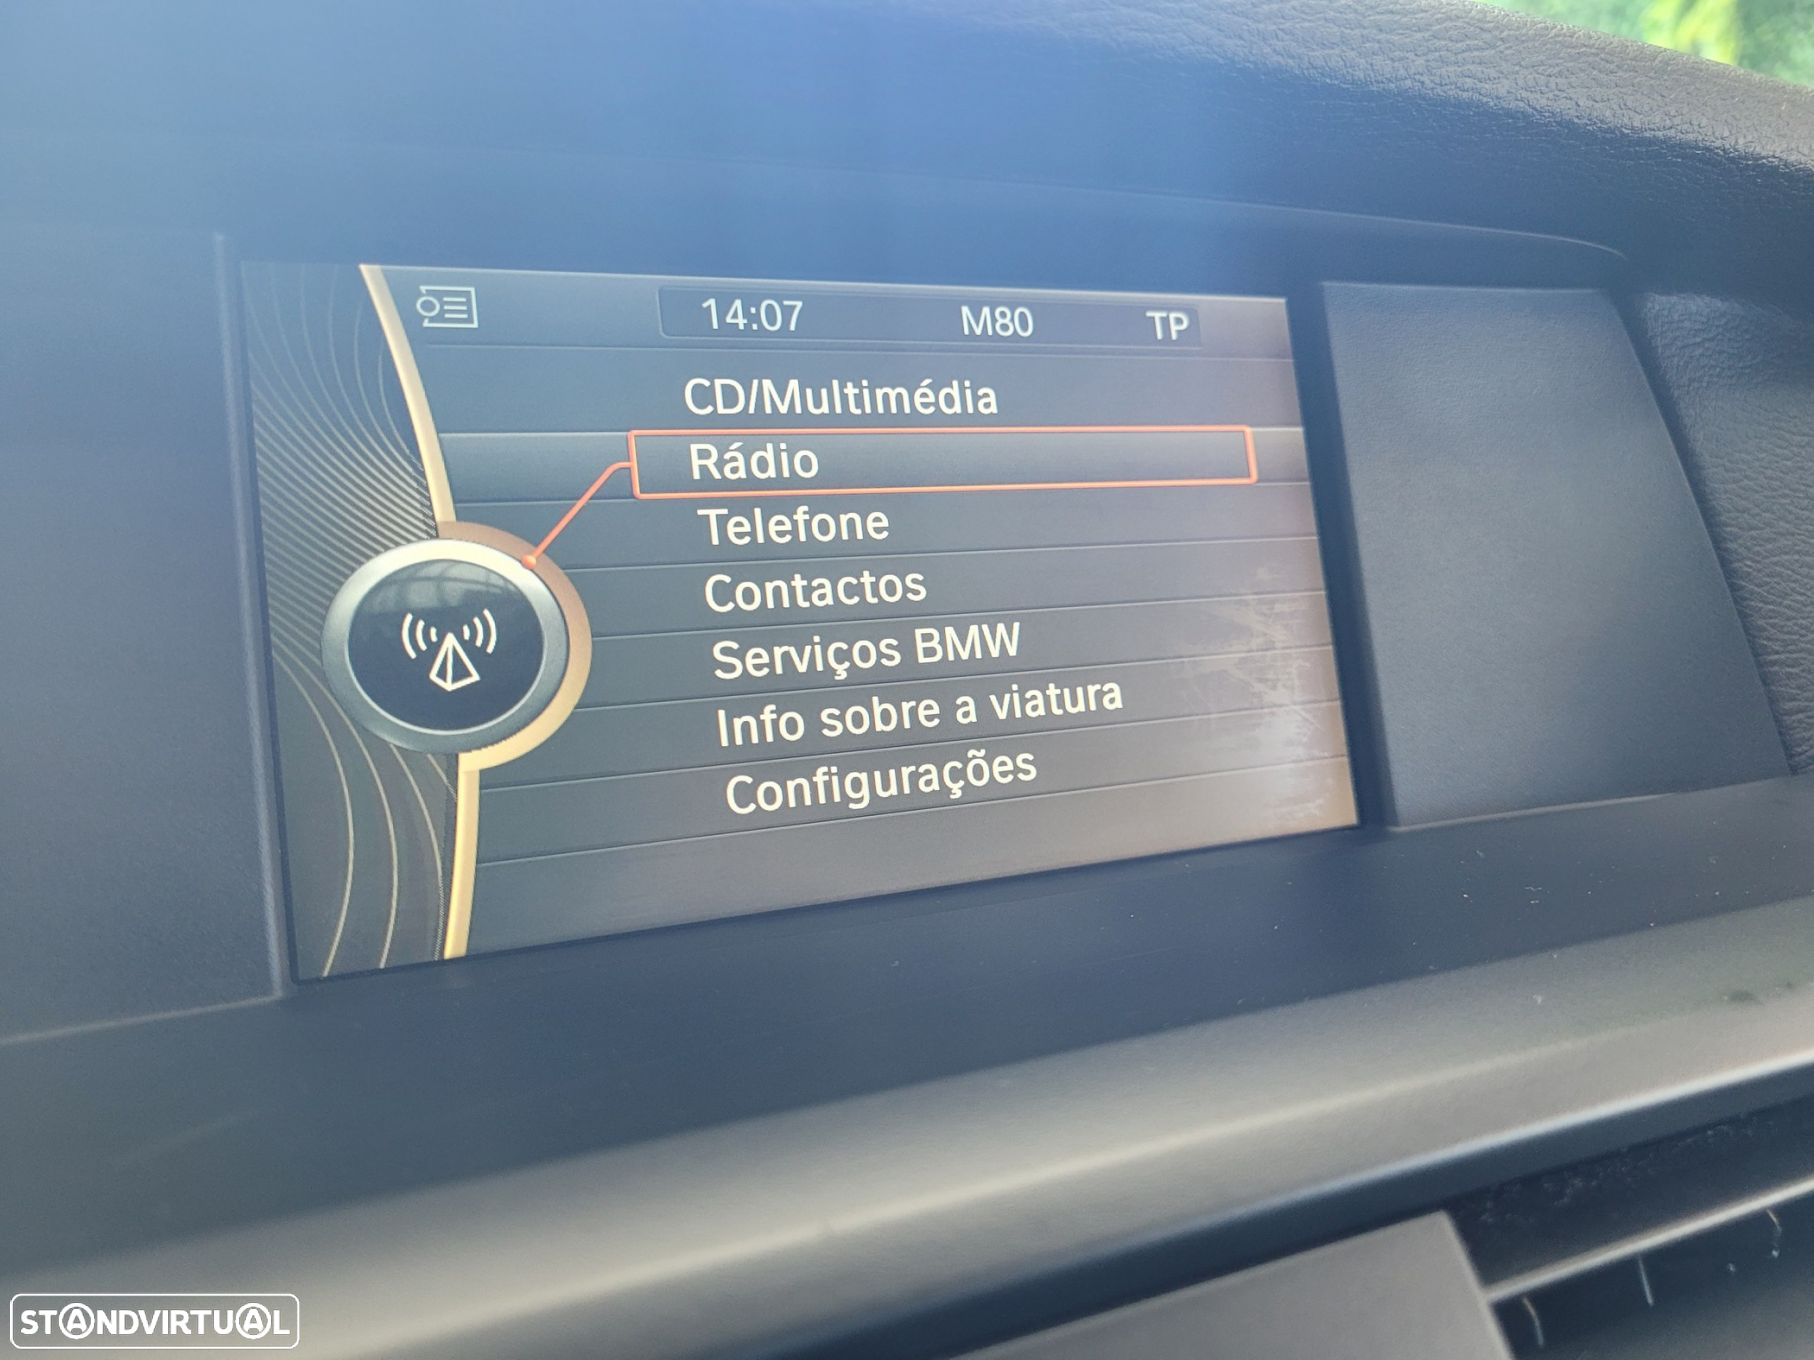 14:07 M80 TP
CD/Multimédia
Rádio
Telefone
Contactos
Serviços BMW
Info sobre a viatura
Configurações
STANDVIRTUAL